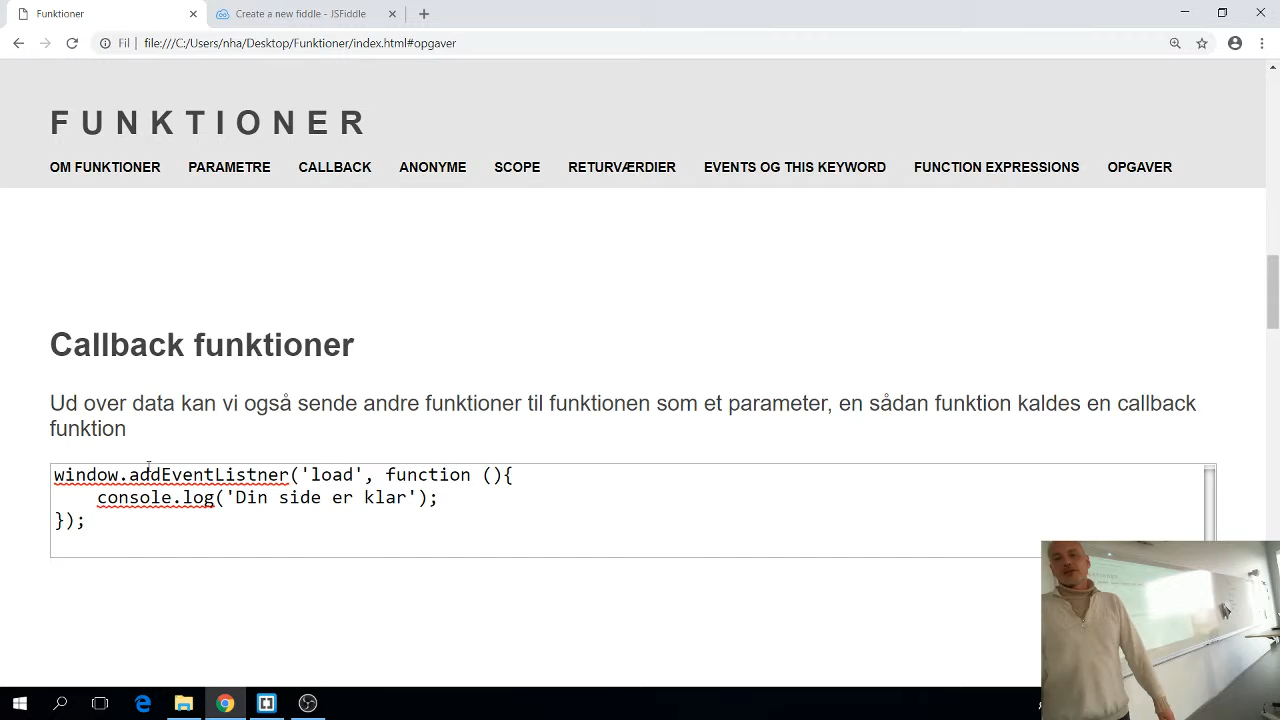 Funktioner
Create a new fiddle - JSFiddle
Fil
file:///C:/Users/nha/Desktop/Funktioner/index.html#opgaver
FUNKTIONER
OM FUNKTIONER PARAMETRE CALLBACK ANONYME SCOPE RETURVÆRDIER EVENTS OG THIS KEYWORD FUNCTION EXPRESSIONS OPGAVER
Callback funktioner
Ud over data kan vi også sende andre funktioner til funktionen som et parameter, en sådan funktion kaldes en callback
funktion
window.addEventListner('load', function (){
console.log('Din side er klar');
});